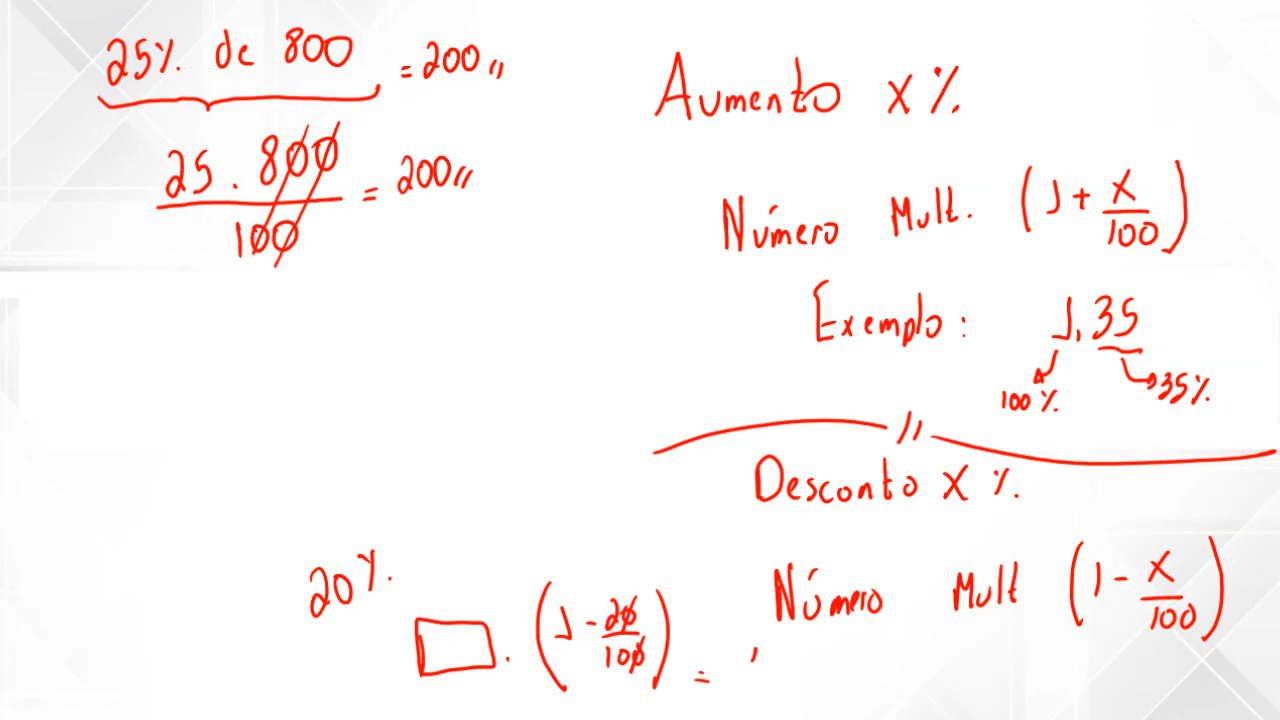 25% de 800 = 200 //
25 . 800 / 100 = 200 //
Aumento X %
Número Mult. (1 + X/100)
Exemplo: 1,35
100% 35%
Desconto X %.
Número Mult (1 - X/100)
20%.
. (1 - 20/100) =